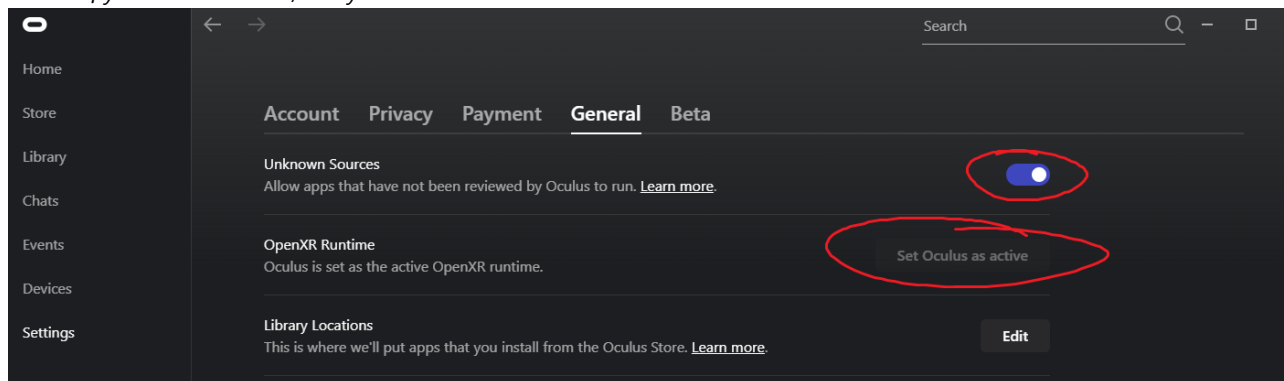 Search
Home
Store
Library
Chats
Events
Devices
Settings
Account Privacy Payment General Beta
Unknown Sources
Allow apps that have not been reviewed by Oculus to run. Learn more.
OpenXR Runtime
Oculus is set as the active OpenXR runtime.
Set Oculus as active
Library Locations
This is where we'll put apps that you install from the Oculus Store. Learn more.
Edit